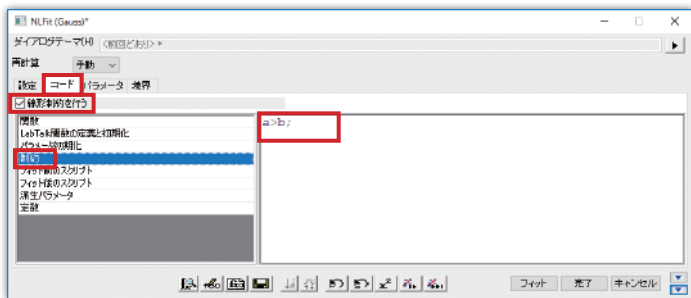 NLFit (Gauss)*
ダイアログテーマ(H) <前回どおり> *
再計算 手動
設定 コード パラメータ 境界
線形制約を行う
関数
LabTalk関数の定義と初期化
パラメータ初期化
制約
フィット前のスクリプト
フィット後のスクリプト
派生パラメータ
定数
a>b;
フィット 完了 キャンセル